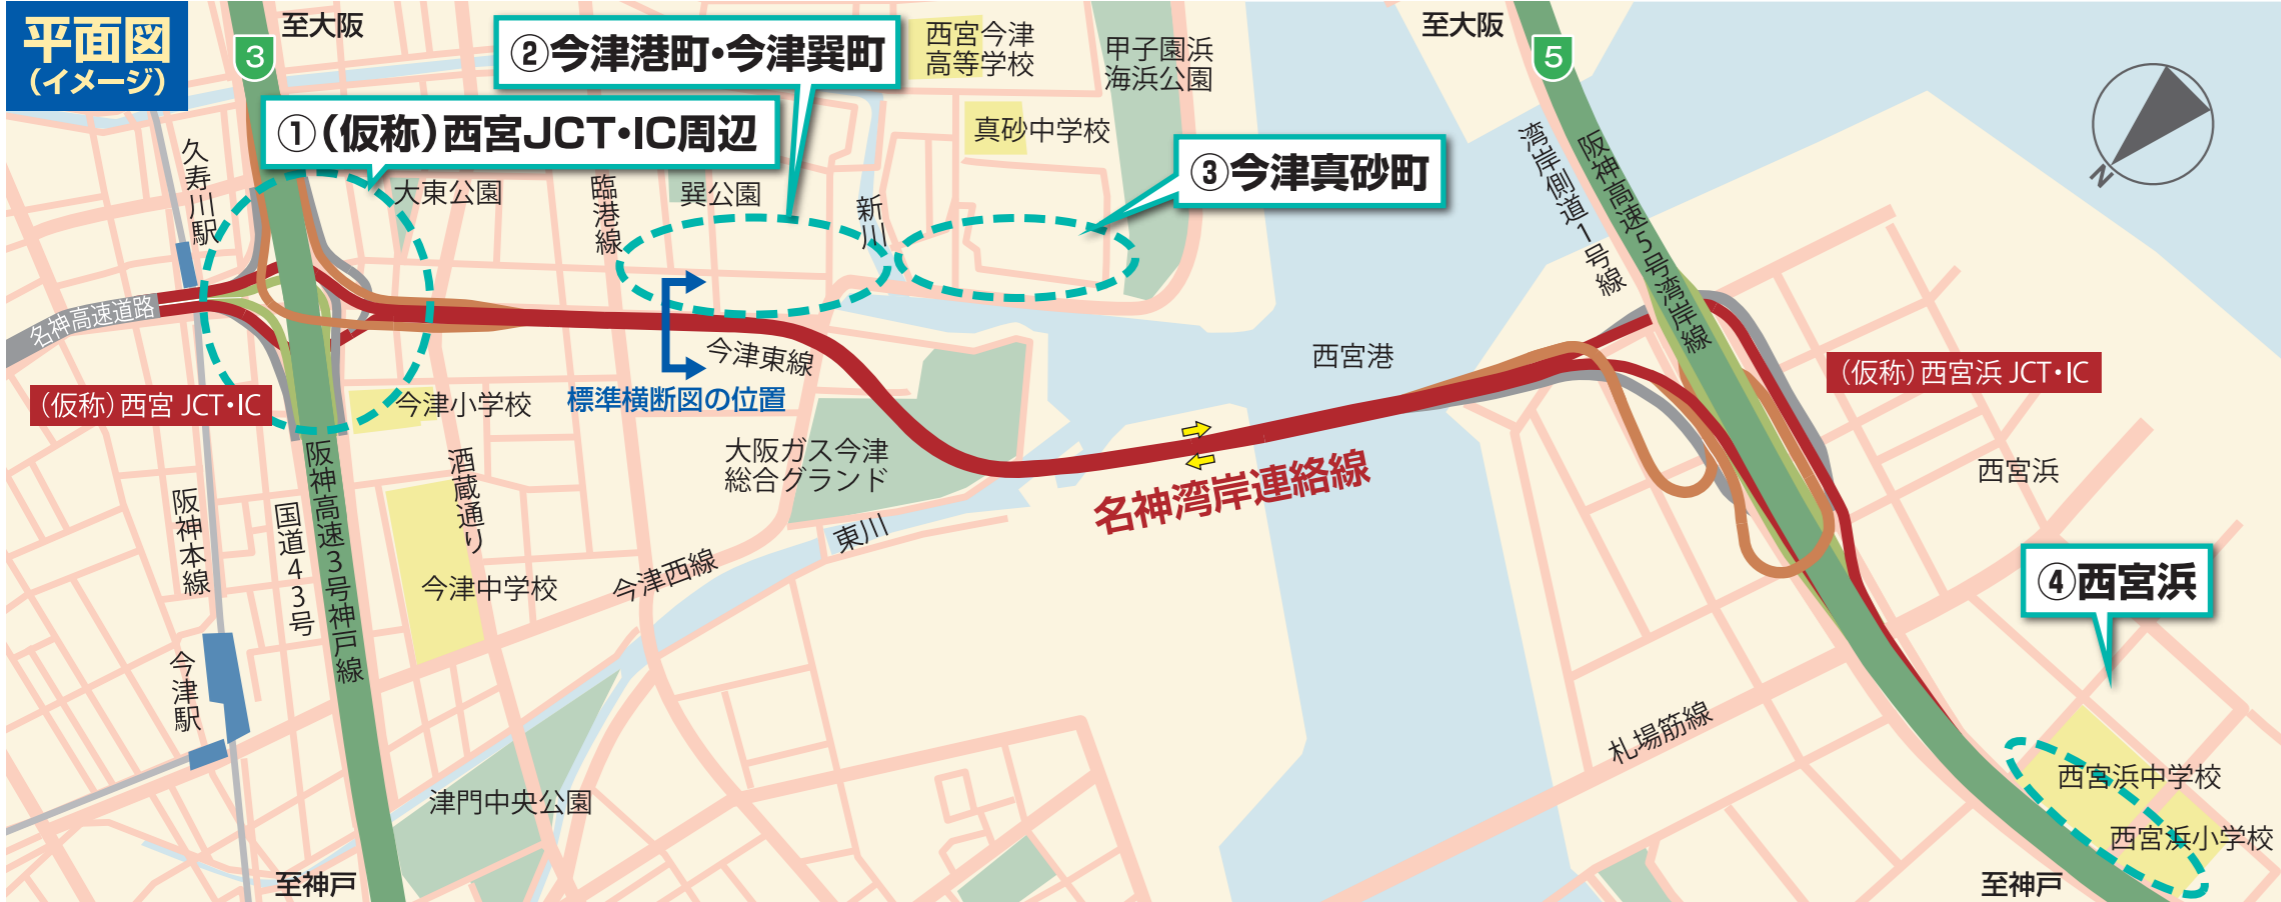 平面図
（イメージ）
至大阪
3
②今津港町・今津巽町
①（仮称）西宮JCT・IC周辺
西宮今津
高等学校
甲子園浜
海浜公園
真砂中学校
③今津真砂町
至大阪
5
湾岸側道1号線
阪神高速5号湾岸線
N
久寿川駅
大東公園
臨港線
巽公園
新川
名神高速道路
今津東線
標準横断図の位置
（仮称）西宮 JCT・IC
今津小学校
西宮港
（仮称）西宮浜 JCT・IC
大阪ガス今津
総合グランド
名神湾岸連絡線
西宮浜
阪神本線
国道43号
阪神高速3号神戸線
酒蔵通り
東川
今津中学校
今津西線
④西宮浜
今津駅
札場筋線
津門中央公園
西宮浜中学校
西宮浜小学校
至神戸
至神戸